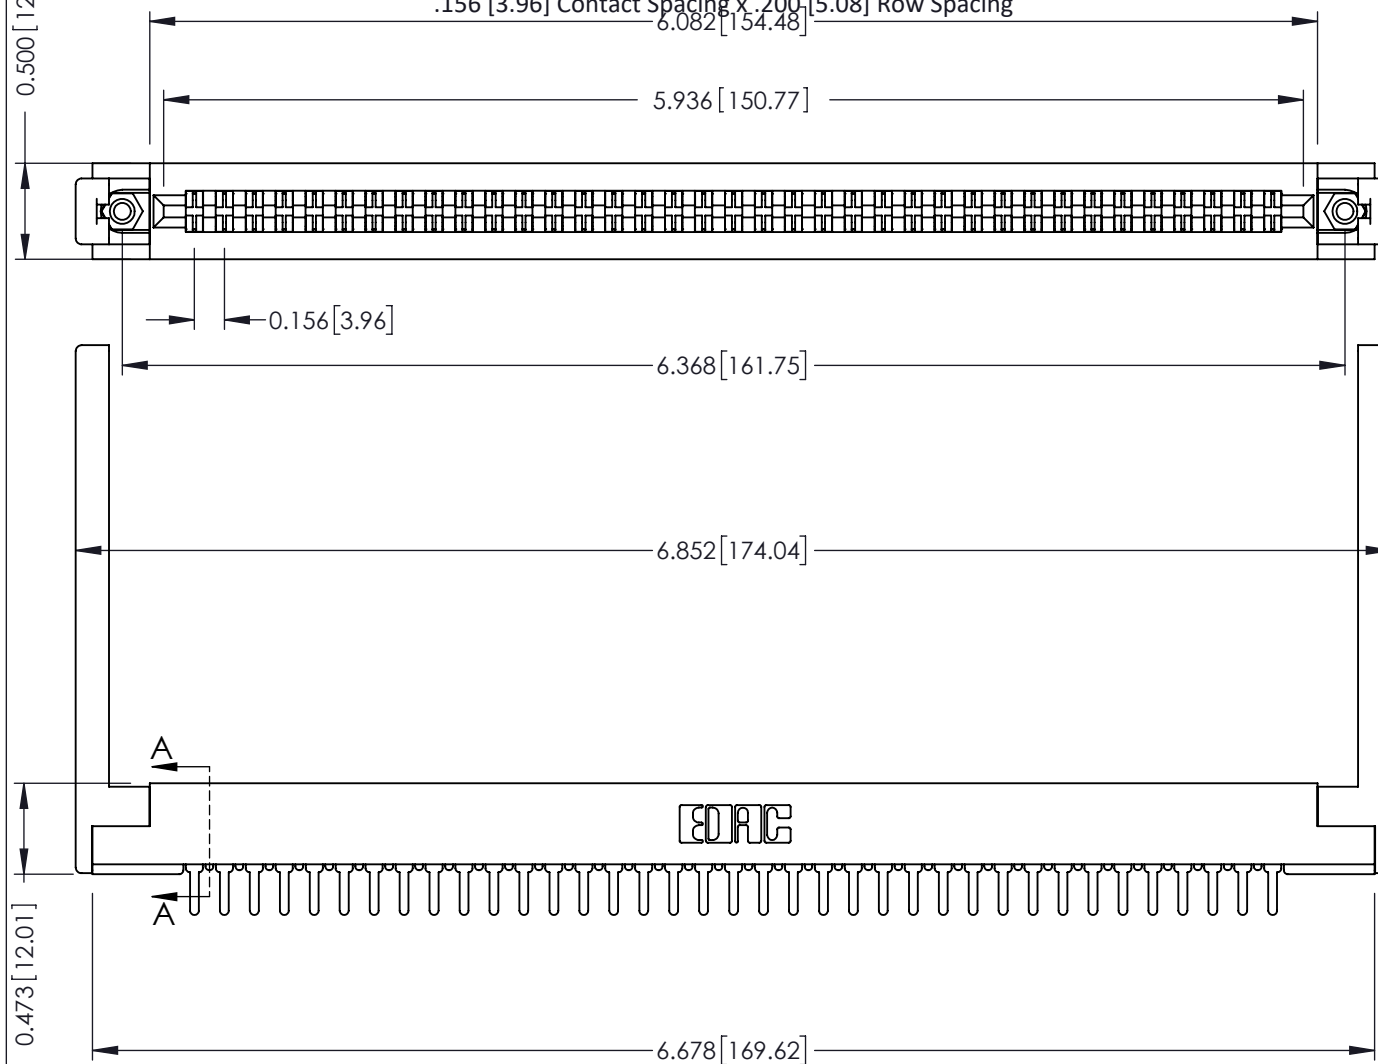 .156 [3.96] Contact Spacing x .200 [5.08] Row Spacing
6.082[154.48]
0.500
5.936[150.77]
0.156[3.96]
6.368[161.75]
6.852[174.04]
A
EDAC
A
0.473[12.01]
6.678[169.62]